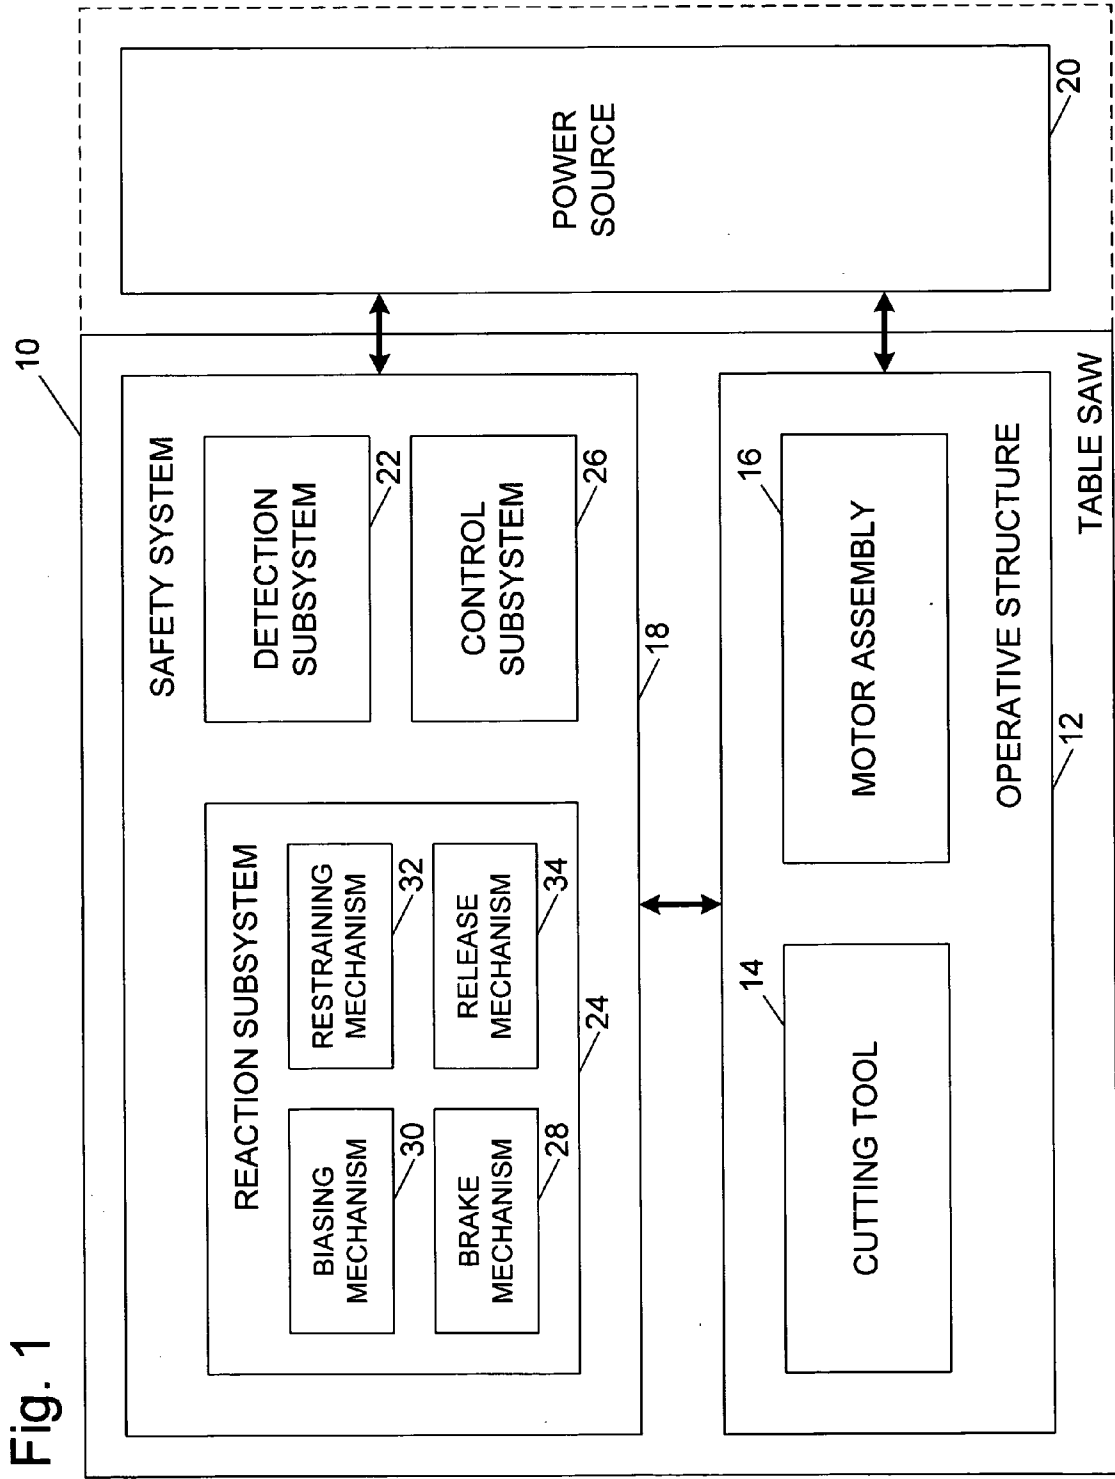 Fig. 1
10
SAFETY SYSTEM
REACTION SUBSYSTEM
BIASING
MECHANISM
30
RESTRAINING
MECHANISM
32
BRAKE
MECHANISM
28
RELEASE
MECHANISM
34
24
DETECTION
SUBSYSTEM
22
CONTROL
SUBSYSTEM
26
18
CUTTING TOOL
14
MOTOR ASSEMBLY
16
OPERATIVE STRUCTURE
12
TABLE SAW
POWER
SOURCE
20